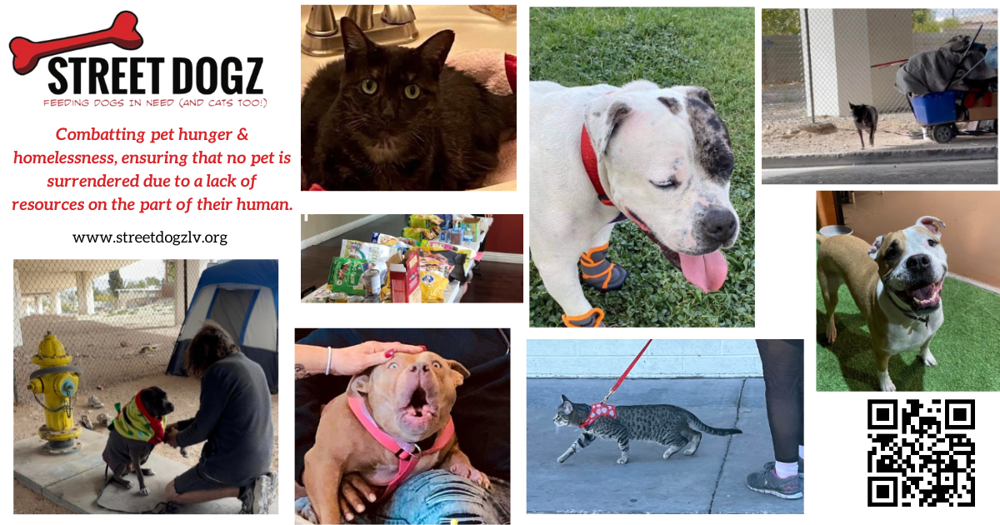 STREET DOGZ
FEEDING DOGS IN NEED (AND CATS TOO!)
Combatting pet hunger &
homelessness, ensuring that no pet is
surrendered due to a lack of
resources on the part of their human.
www.streetdogzlv.org